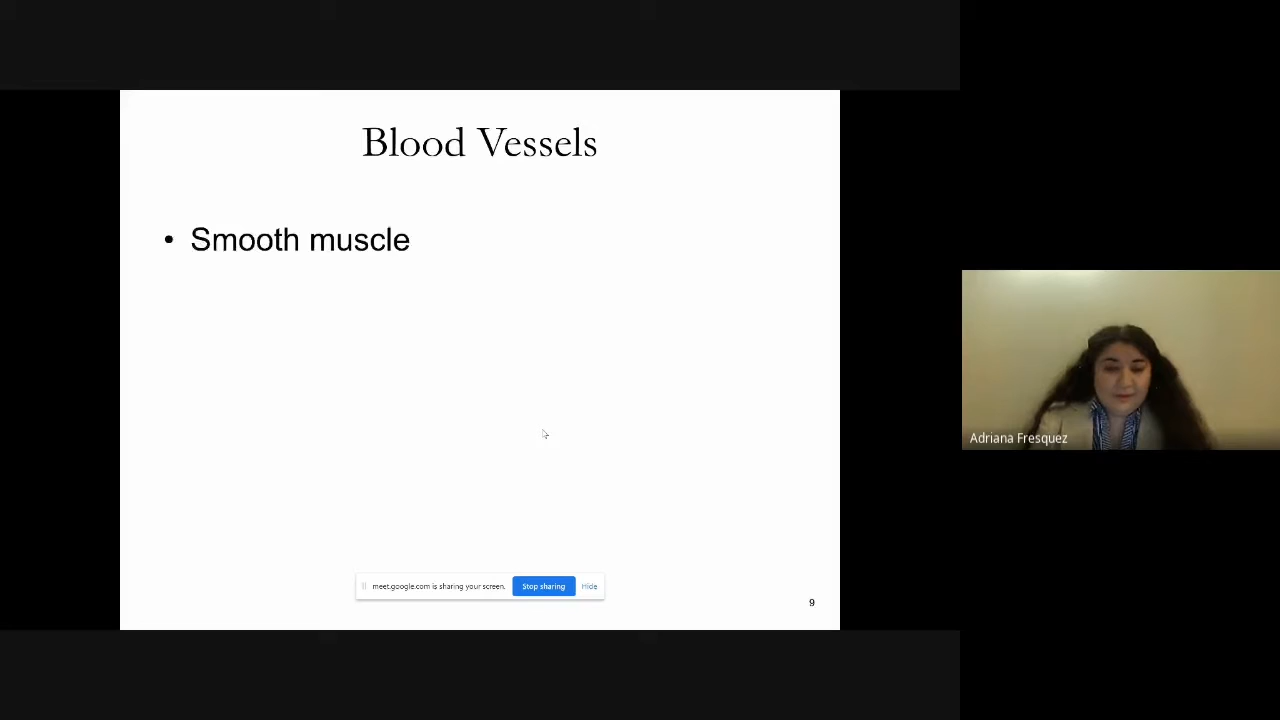 Blood Vessels
• Smooth muscle
meet.google.com is sharing your screen. Stop sharing Hide
9
Adriana Fresquez